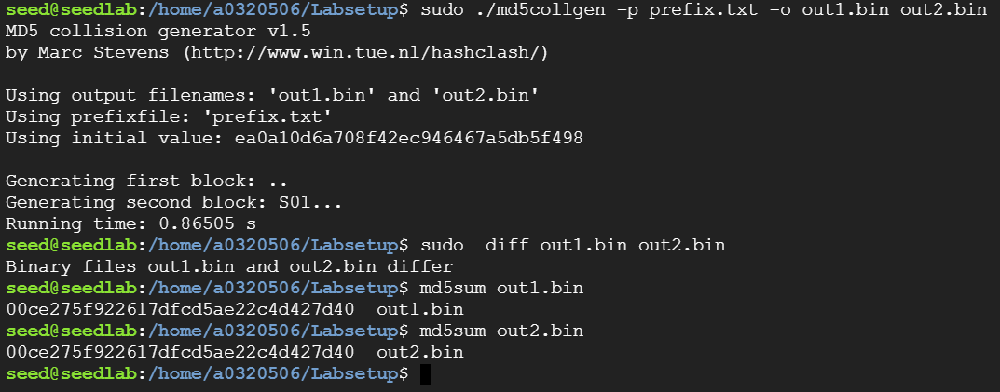 seed@seedlab:/home/a0320506/Labsetup$ sudo ./md5collgen -p prefix.txt -o out1.bin out2.bin
MD5 collision generator v1.5
by Marc Stevens (http://www.win.tue.nl/hashclash/)

Using output filenames: 'out1.bin' and 'out2.bin'
Using prefixfile: 'prefix.txt'
Using initial value: ea0a10d6a708f42ec946467a5db5f498

Generating first block: ..
Generating second block: S01...
Running time: 0.86505 s
seed@seedlab:/home/a0320506/Labsetup$ sudo  diff out1.bin out2.bin
Binary files out1.bin and out2.bin differ
seed@seedlab:/home/a0320506/Labsetup$ md5sum out1.bin
00ce275f922617dfcd5ae22c4d427d40  out1.bin
seed@seedlab:/home/a0320506/Labsetup$ md5sum out2.bin
00ce275f922617dfcd5ae22c4d427d40  out2.bin
seed@seedlab:/home/a0320506/Labsetup$